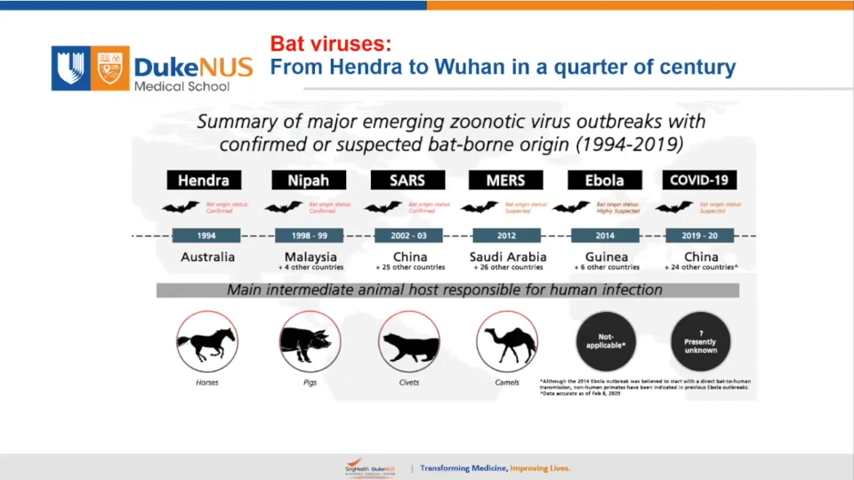 Bat viruses:
From Hendra to Wuhan in a quarter of century
DukeNUS
Medical School
Summary of major emerging zoonotic virus outbreaks with
confirmed or suspected bat-borne origin (1994-2019)
Hendra Nipah SARS MERS Ebola COVID-19
Bat origin status: Bat origin status: Bat origin status: Bat origin status: Bat origin status: Bat origin status:
Confirmed Confirmed Confirmed Suspected Highly Suspected Suspected
1994 1998 - 99 2002 - 03 2012 2014 2019 - 20
Australia Malaysia China Saudi Arabia Guinea China
+ 4 other countries + 25 other countries + 26 other countries + 6 other countries + 24 other countries^
Main intermediate animal host responsible for human infection
Not-
applicable*
?
Presently
unknown
Horses Pigs Civets Camels
*Although the 2014 Ebola outbreak was believed to start with a direct bat-to-human
transmission, non-human primates have been indicated in previous Ebola outbreaks.
^Data accurate as of Feb 8, 2020
SingHealth DukeNUS
ACADEMIC MEDICAL CENTRE
Transforming Medicine, Improving Lives.